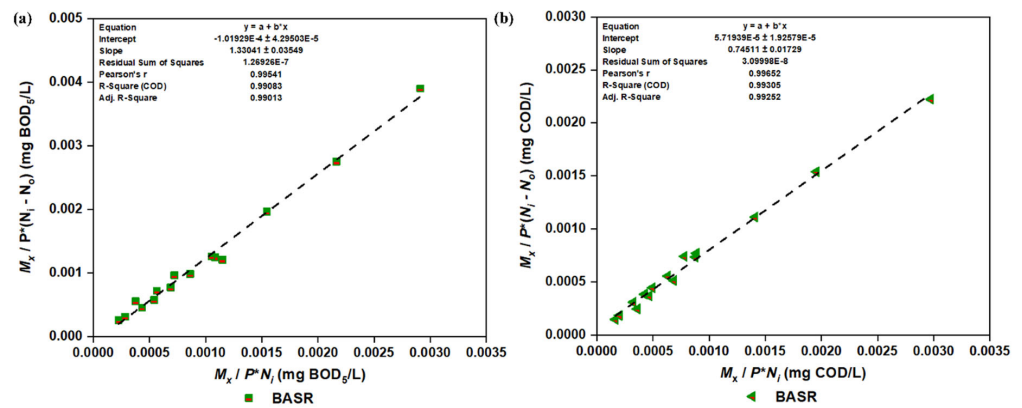 (a)
Equation y = a + b*x
Intercept -1.01929E-4 ± 4.29503E-5
Slope 1.33041 ± 0.03549
Residual Sum of Squares 1.26926E-7
Pearson's r 0.99541
R-Square (COD) 0.99083
Adj. R-Square 0.99013
0.005
0.004
0.003
0.002
0.001
0.000
Mₓ / P*(Nᵢ - Nₒ) (mg BOD₅/L)
0.0000 0.0005 0.0010 0.0015 0.0020 0.0025 0.0030 0.0035
Mₓ / P*Nᵢ (mg BOD₅/L)
BASR
(b)
Equation y = a + b*x
Intercept 5.71939E-5 ± 1.92579E-5
Slope 0.74511 ± 0.01729
Residual Sum of Squares 3.09998E-8
Pearson's r 0.99652
R-Square (COD) 0.99305
Adj. R-Square 0.99252
0.0030
0.0025
0.0020
0.0015
0.0010
0.0005
0.0000
Mₓ / P*(Nᵢ - Nₒ) (mg COD/L)
0.0000 0.0005 0.0010 0.0015 0.0020 0.0025 0.0030 0.0035
Mₓ / P*Nᵢ (mg COD/L)
BASR